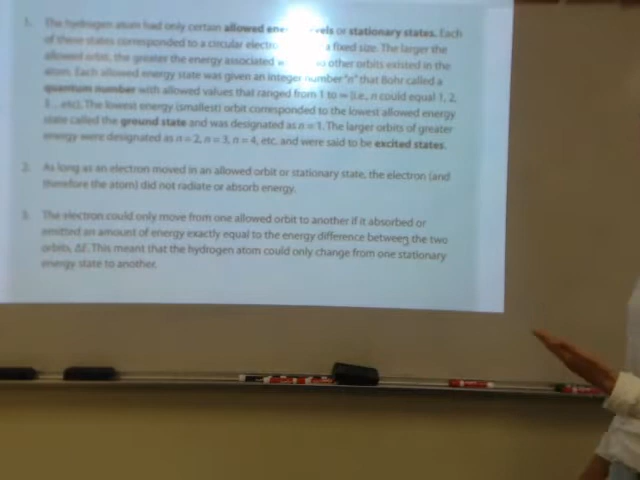 1. The hydrogen atom had only certain allowed or stationary states. Each
of these states corresponded to a circular a fixed size. The larger the
allowed orbit, the greater the energy associated other orbits existed in the
atom. Each allowed energy state was given an integer number "n" that Bohr called a
quantum number with allowed values that ranged from 1 to ∞ (i.e., n could equal 1, 2,
3... etc). The lowest energy (smallest) orbit corresponded to the lowest allowed energy
state called the ground state and was designated as n = 1. The larger orbits of greater
energy were designated as n = 2, n = 3, n = 4, etc. and were said to be excited states.
2. As long as an electron moved in an allowed orbit or stationary state, the electron (and
therefore the atom) did not radiate or absorb energy.
3. The electron could only move from one allowed orbit to another if it absorbed or
emitted an amount of energy exactly equal to the energy difference between the two
orbits, ΔE. This meant that the hydrogen atom could only change from one stationary
energy state to another.